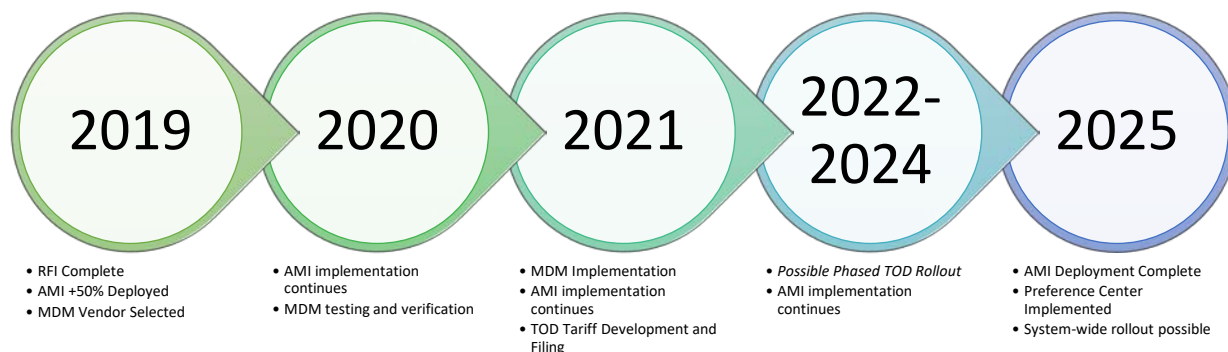 2019
2020
2021
2022-
2024
2025
• RFI Complete
• AMI +50% Deployed
• MDM Vendor Selected
• AMI implementation
continues
• MDM testing and verification
• MDM Implementation
• AMI implementation
continues
• TOD Tariff Development and
Filing
• Possible Phased TOD Rollout
• AMI implementation
continues
• AMI Deployment Complete
• Preference Center
Implemented
• System-wide rollout possible